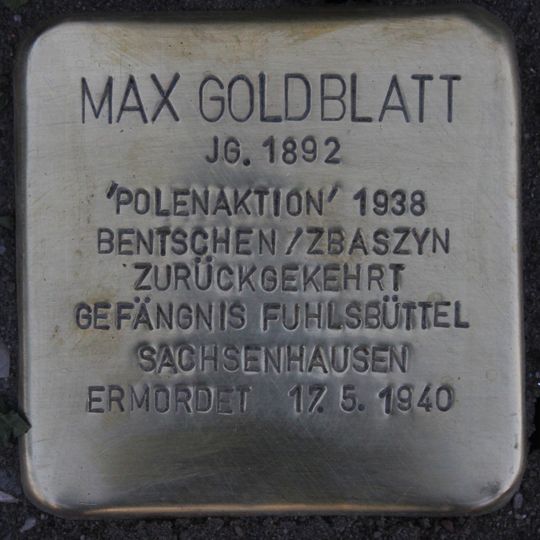 MAX GOLDBLATT
JG. 1892
'POLENAKTION' 1938
BENTSCHEN/ZBASZYN
ZURÜCKGEKEHRT
GEFÄNGNIS FUHLSBÜTTEL
SACHSENHAUSEN
ERMORDET 17. 5. 1940